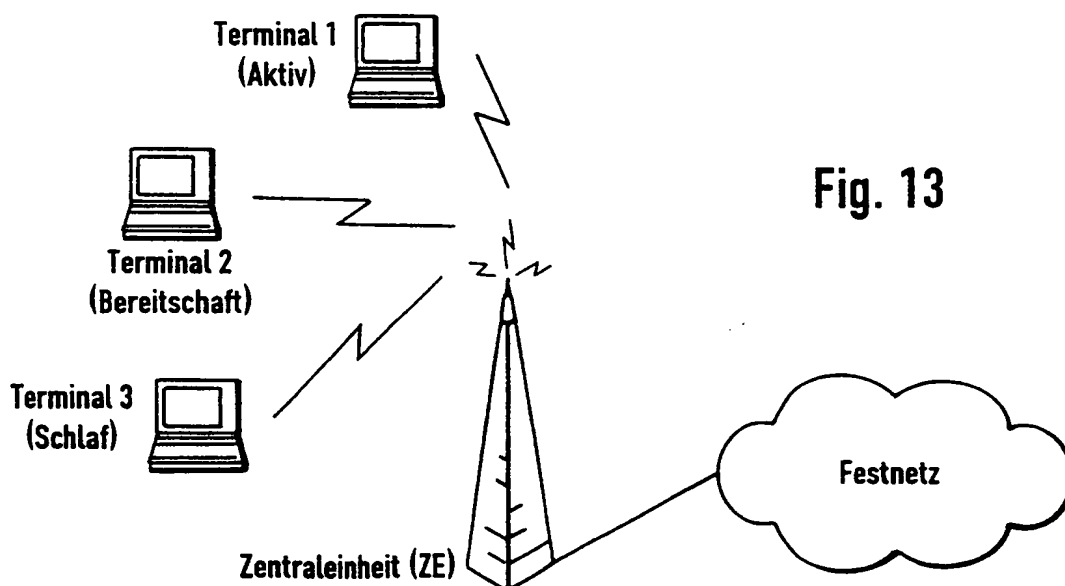 Terminal 1
(Aktiv)
Fig. 13
Terminal 2
(Bereitschaft)
Terminal 3
(Schlaf)
Festnetz
Zentraleinheit (ZE)